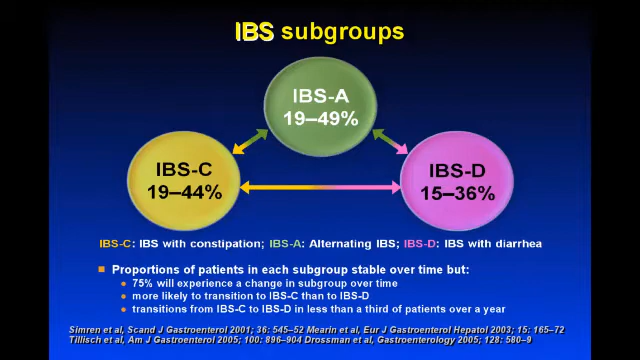 IBS subgroups
IBS-A
19–49%
IBS-C
19–44%
IBS-D
15–36%
IBS-C: IBS with constipation; IBS-A: Alternating IBS; IBS-D: IBS with diarrhea
Proportions of patients in each subgroup stable over time but:
75% will experience a change in subgroup over time
more likely to transition to IBS-C than to IBS-D
transitions from IBS-C to IBS-D in less than a third of patients over a year
Simren et al, Scand J Gastroenterol 2001; 36: 545–52 Mearin et al, Eur J Gastroenterol Hepatol 2003; 15: 165–72
Tillisch et al, Am J Gastroenterol 2005; 100: 896–904 Drossman et al, Gastroenterology 2005; 128: 580–9